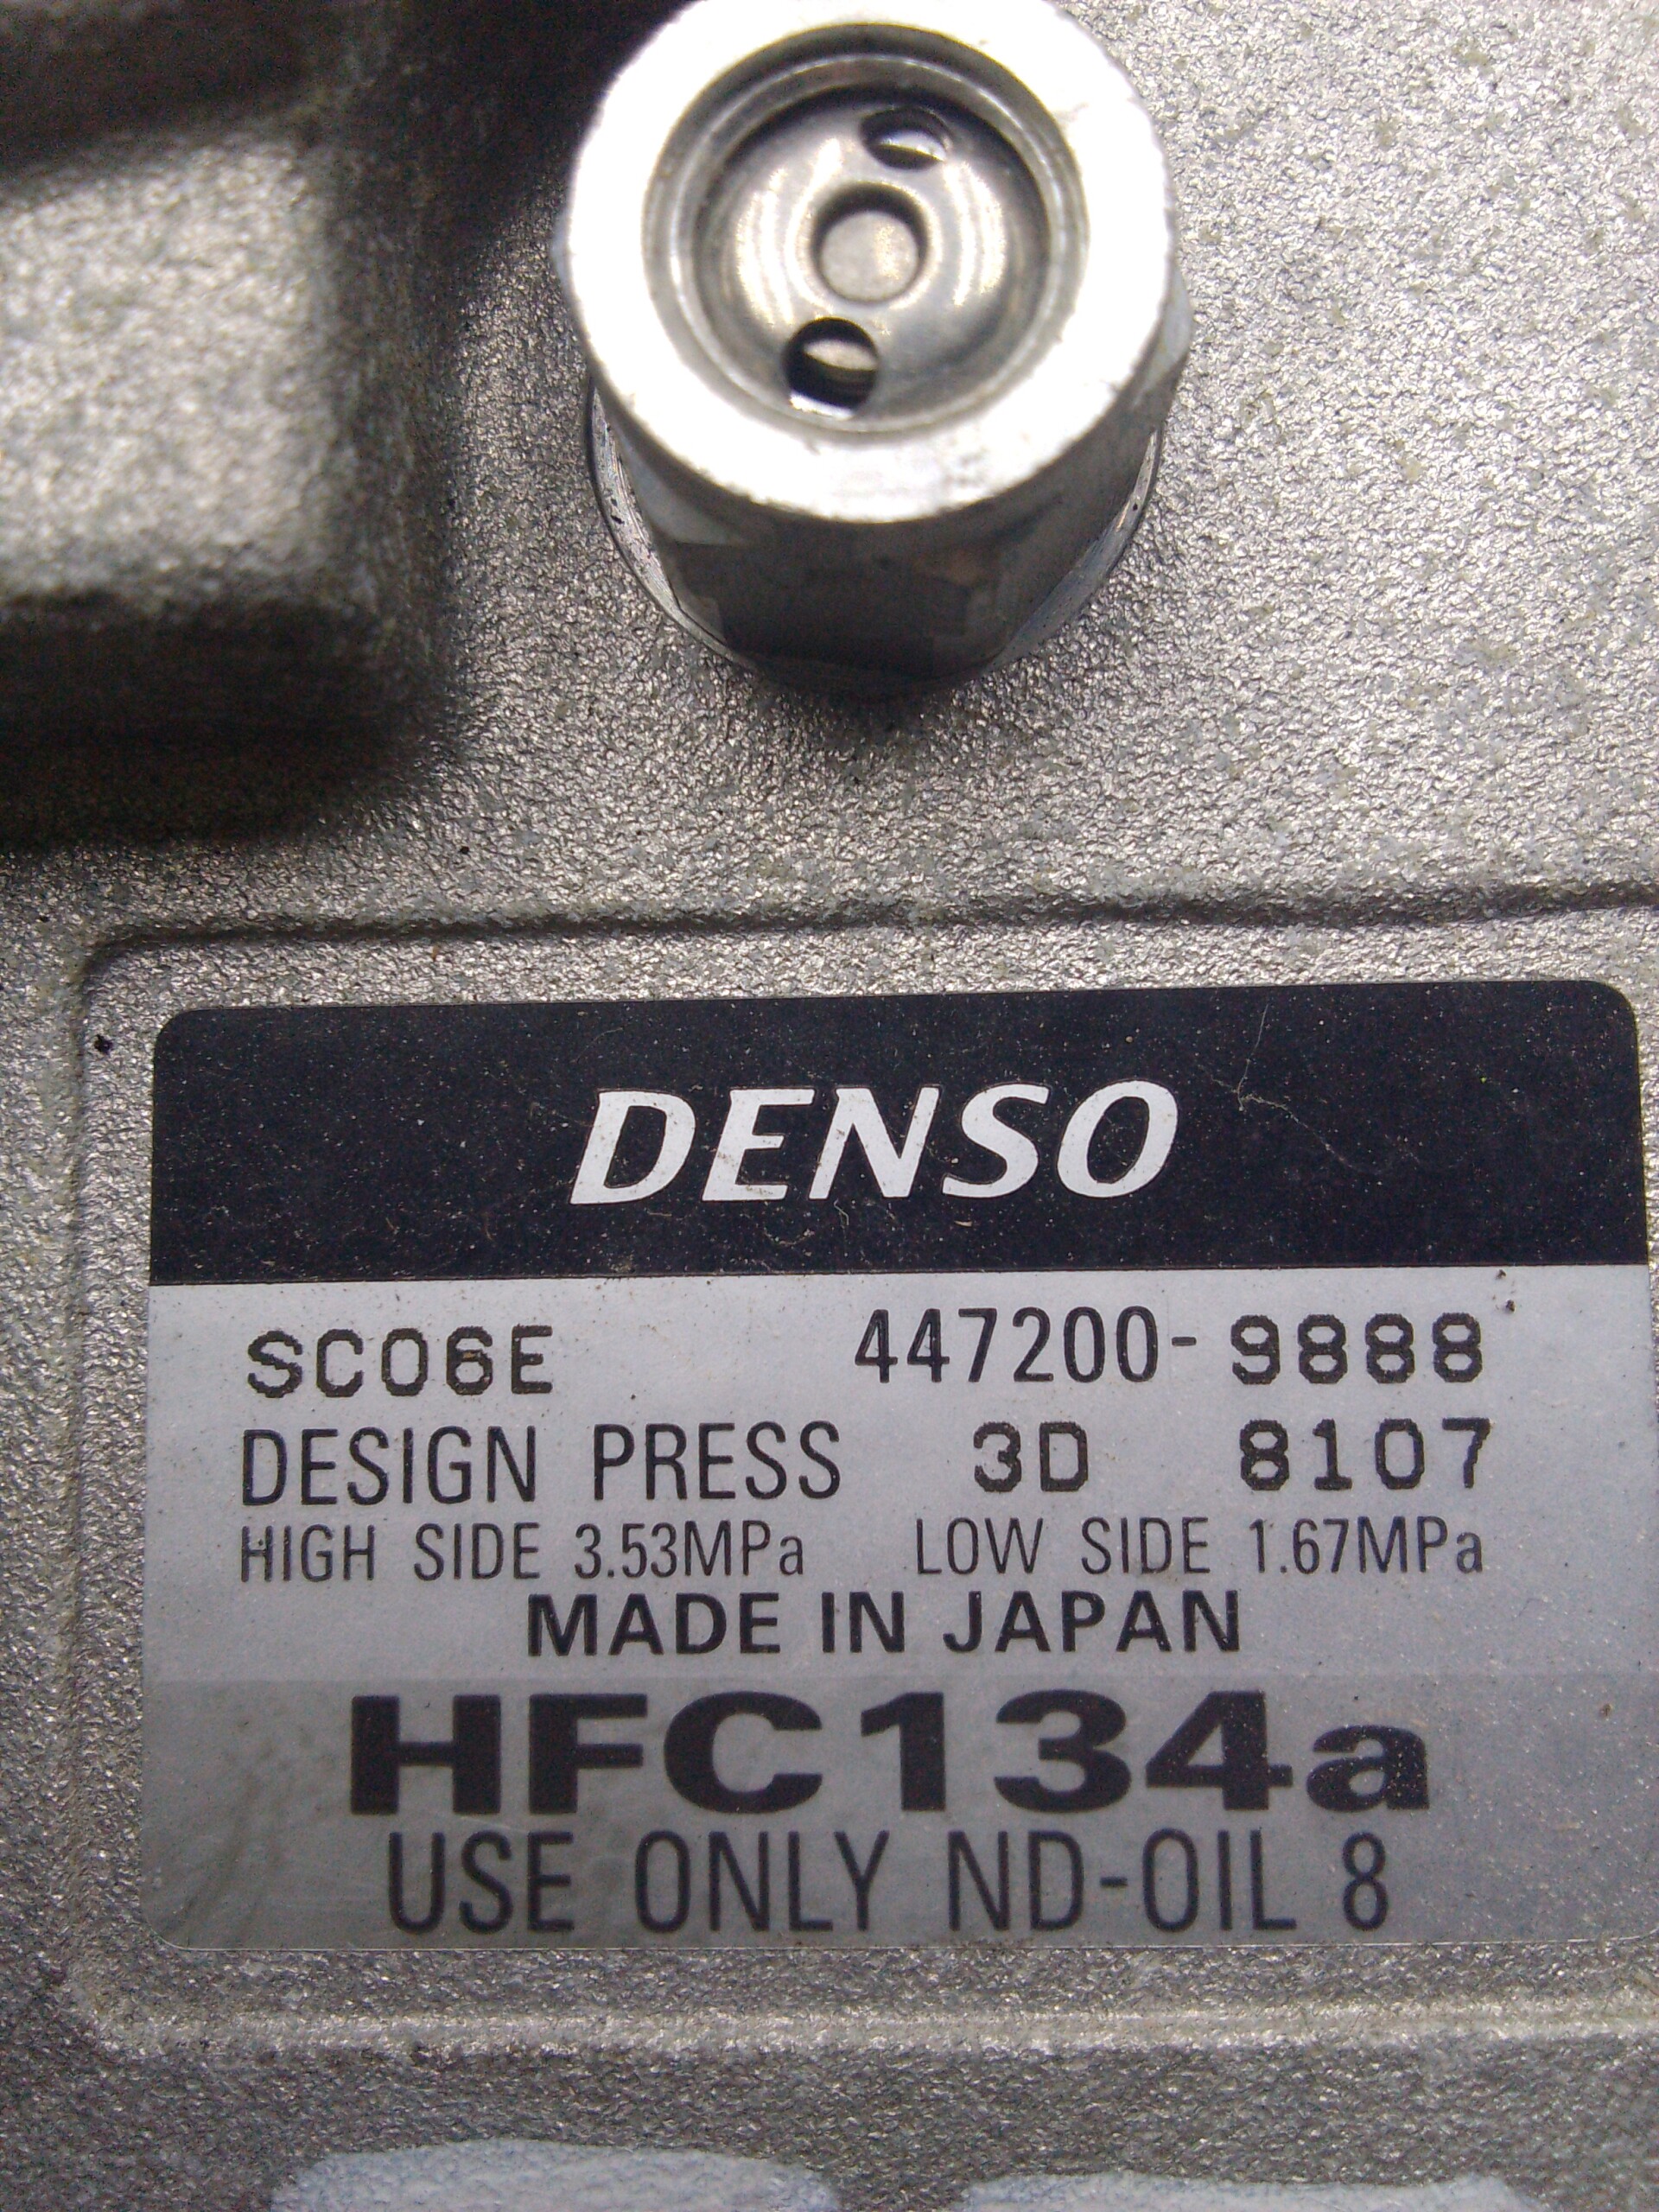 DENSO
SC06E 447200-9888
DESIGN PRESS 3D 8107
HIGH SIDE 3.53MPa LOW SIDE 1.67MPa
MADE IN JAPAN
HFC134a
USE ONLY ND-OIL 8